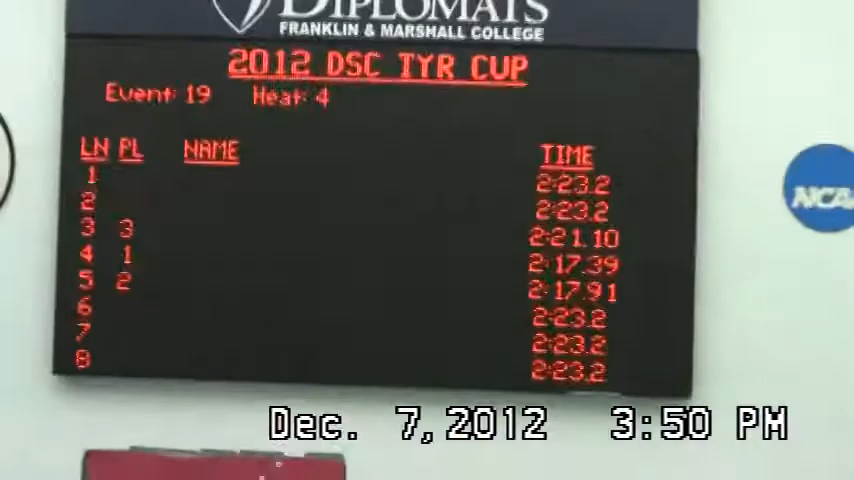 DIPLOMATS
FRANKLIN & MARSHALL COLLEGE
2012 DSC TYR CUP
Event: 19 Heat: 4
LN PL NAME TIME
1 2:23.2
2 2:23.2
3 3 2:21.10
4 1 2:17.39
5 2 2:17.91
6 2:23.2
7 2:23.2
8 2:23.2
NCAA
Dec. 7,2012 3:50 PM